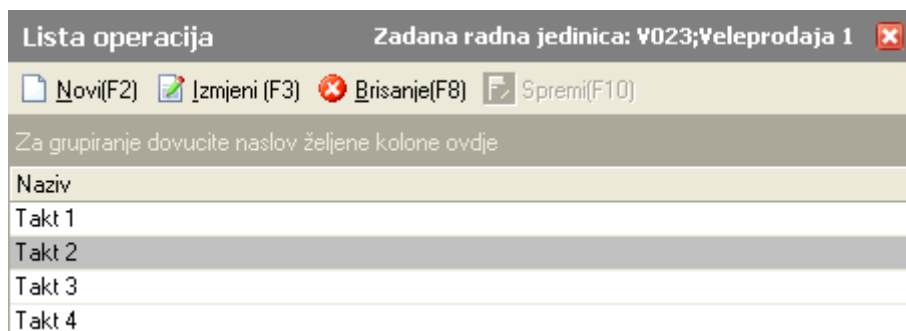 Lista operacija Zadana radna jedinica: V023;Veleprodaja 1
Novi(F2) Izmjeni (F3) Brisanje(F8) Spremi(F10)
Za grupiranje dovucite naslov željene kolone ovdje
Naziv
Takt 1
Takt 2
Takt 3
Takt 4